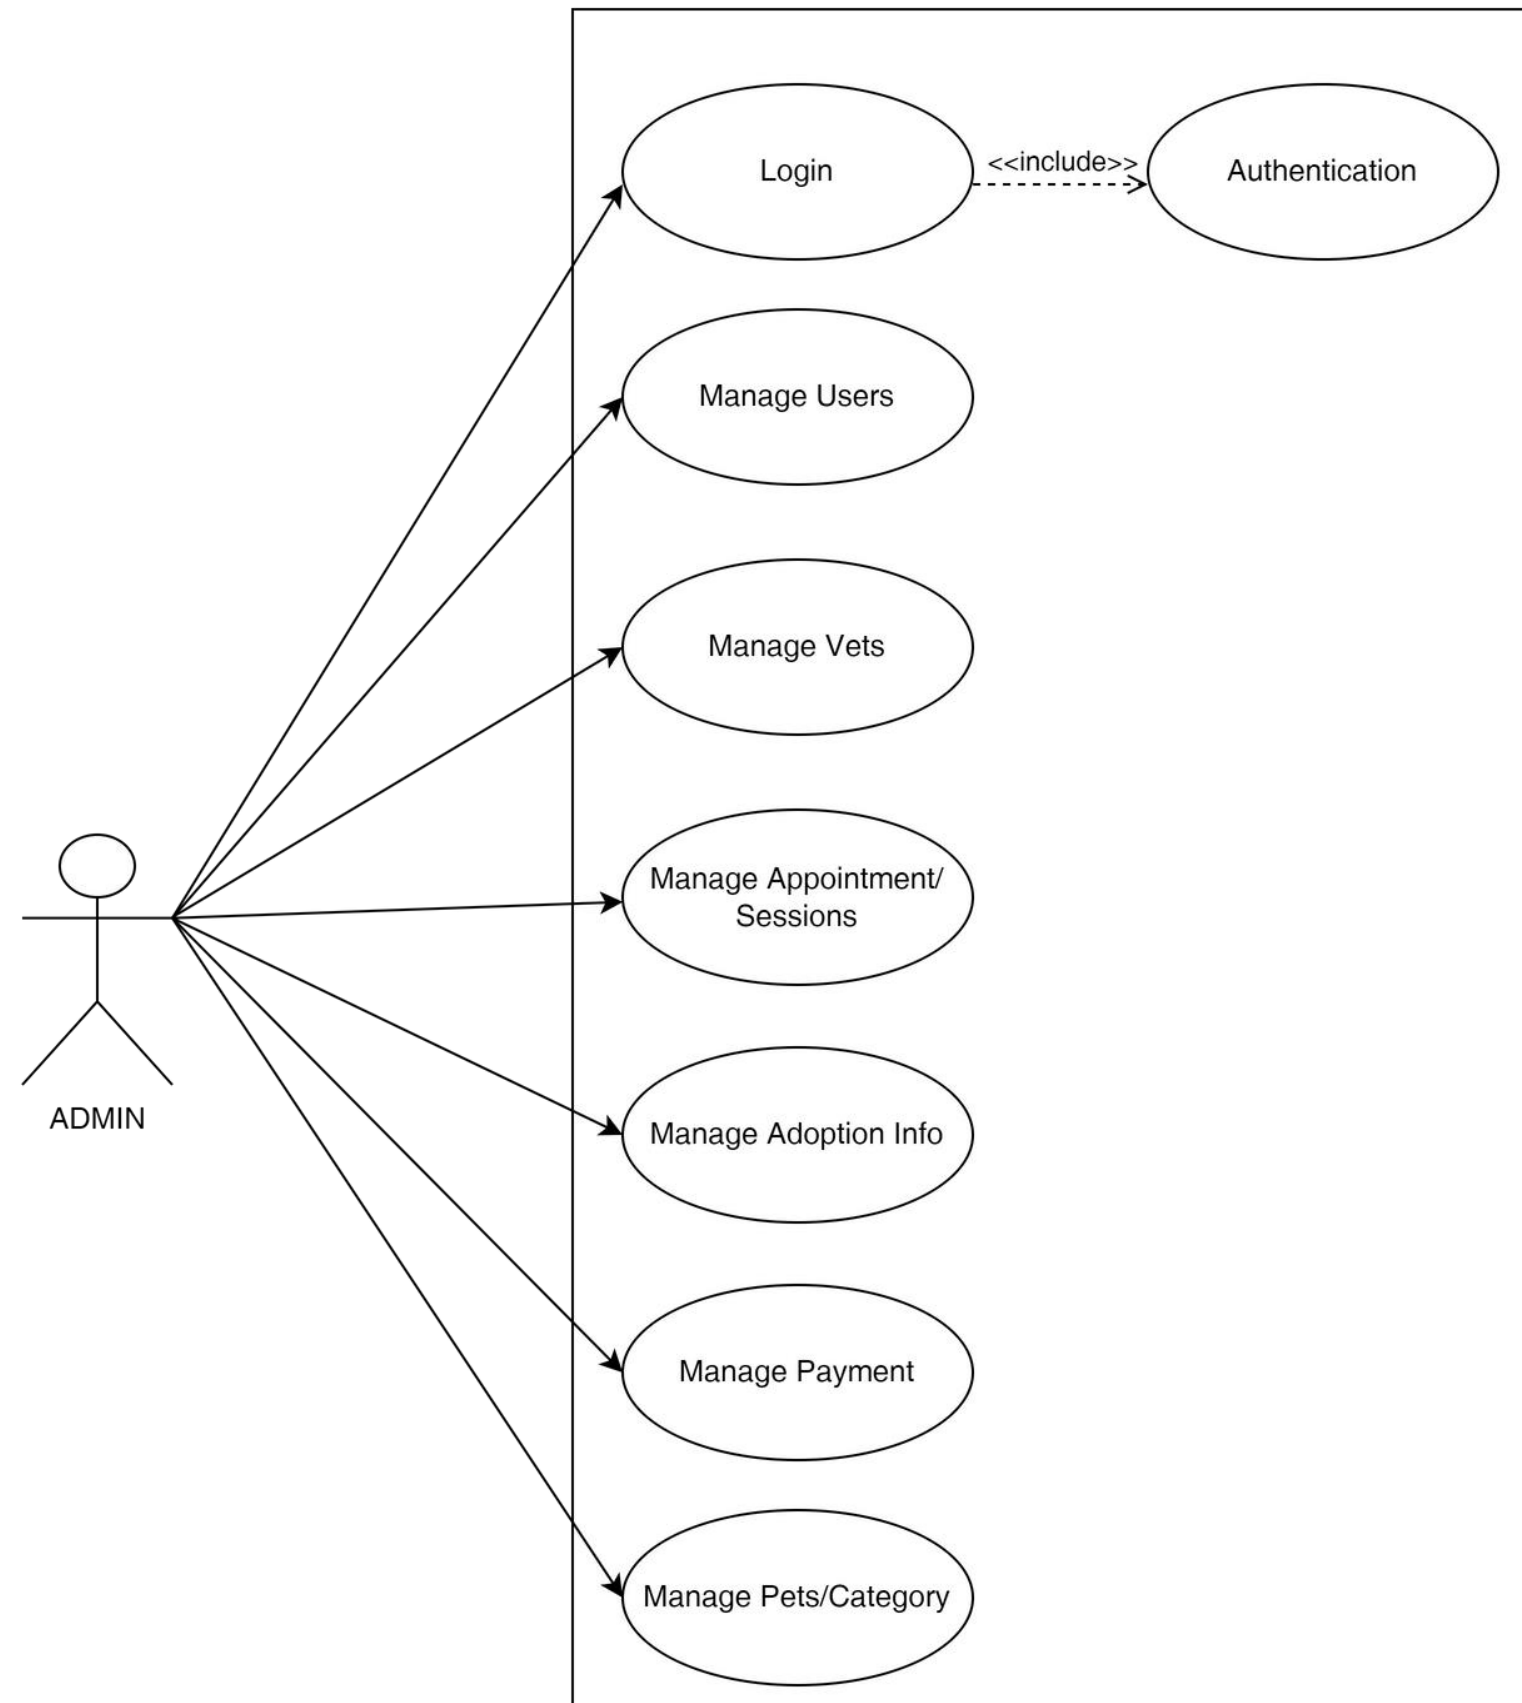 Login
<<include>>
Authentication
Manage Users
Manage Vets
Manage Appointment/
Sessions
ADMIN
Manage Adoption Info
Manage Payment
Manage Pets/Category